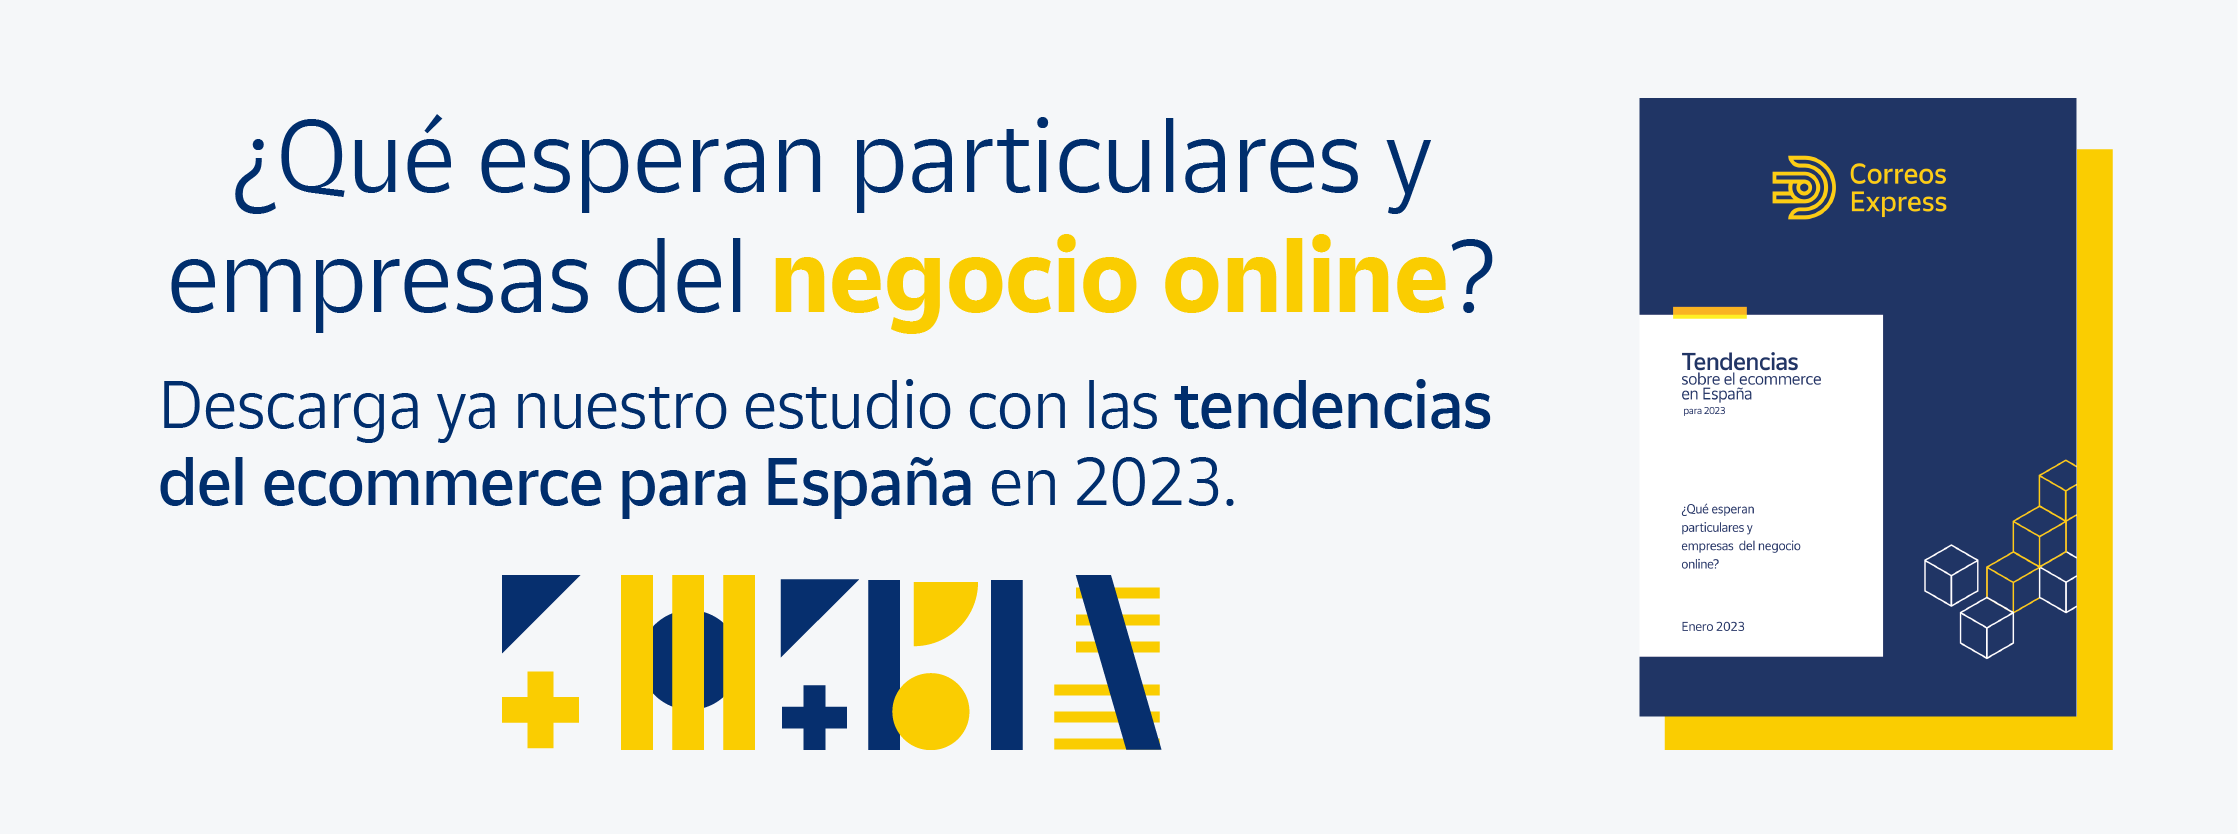 ¿Qué esperan particulares y
empresas del negocio online?
Descarga ya nuestro estudio con las tendencias
del ecommerce para España en 2023.
Correos
Express
Tendencias
sobre el ecommerce
en España
para 2023
¿Qué esperan
particulares y
empresas del negocio
online?
Enero 2023